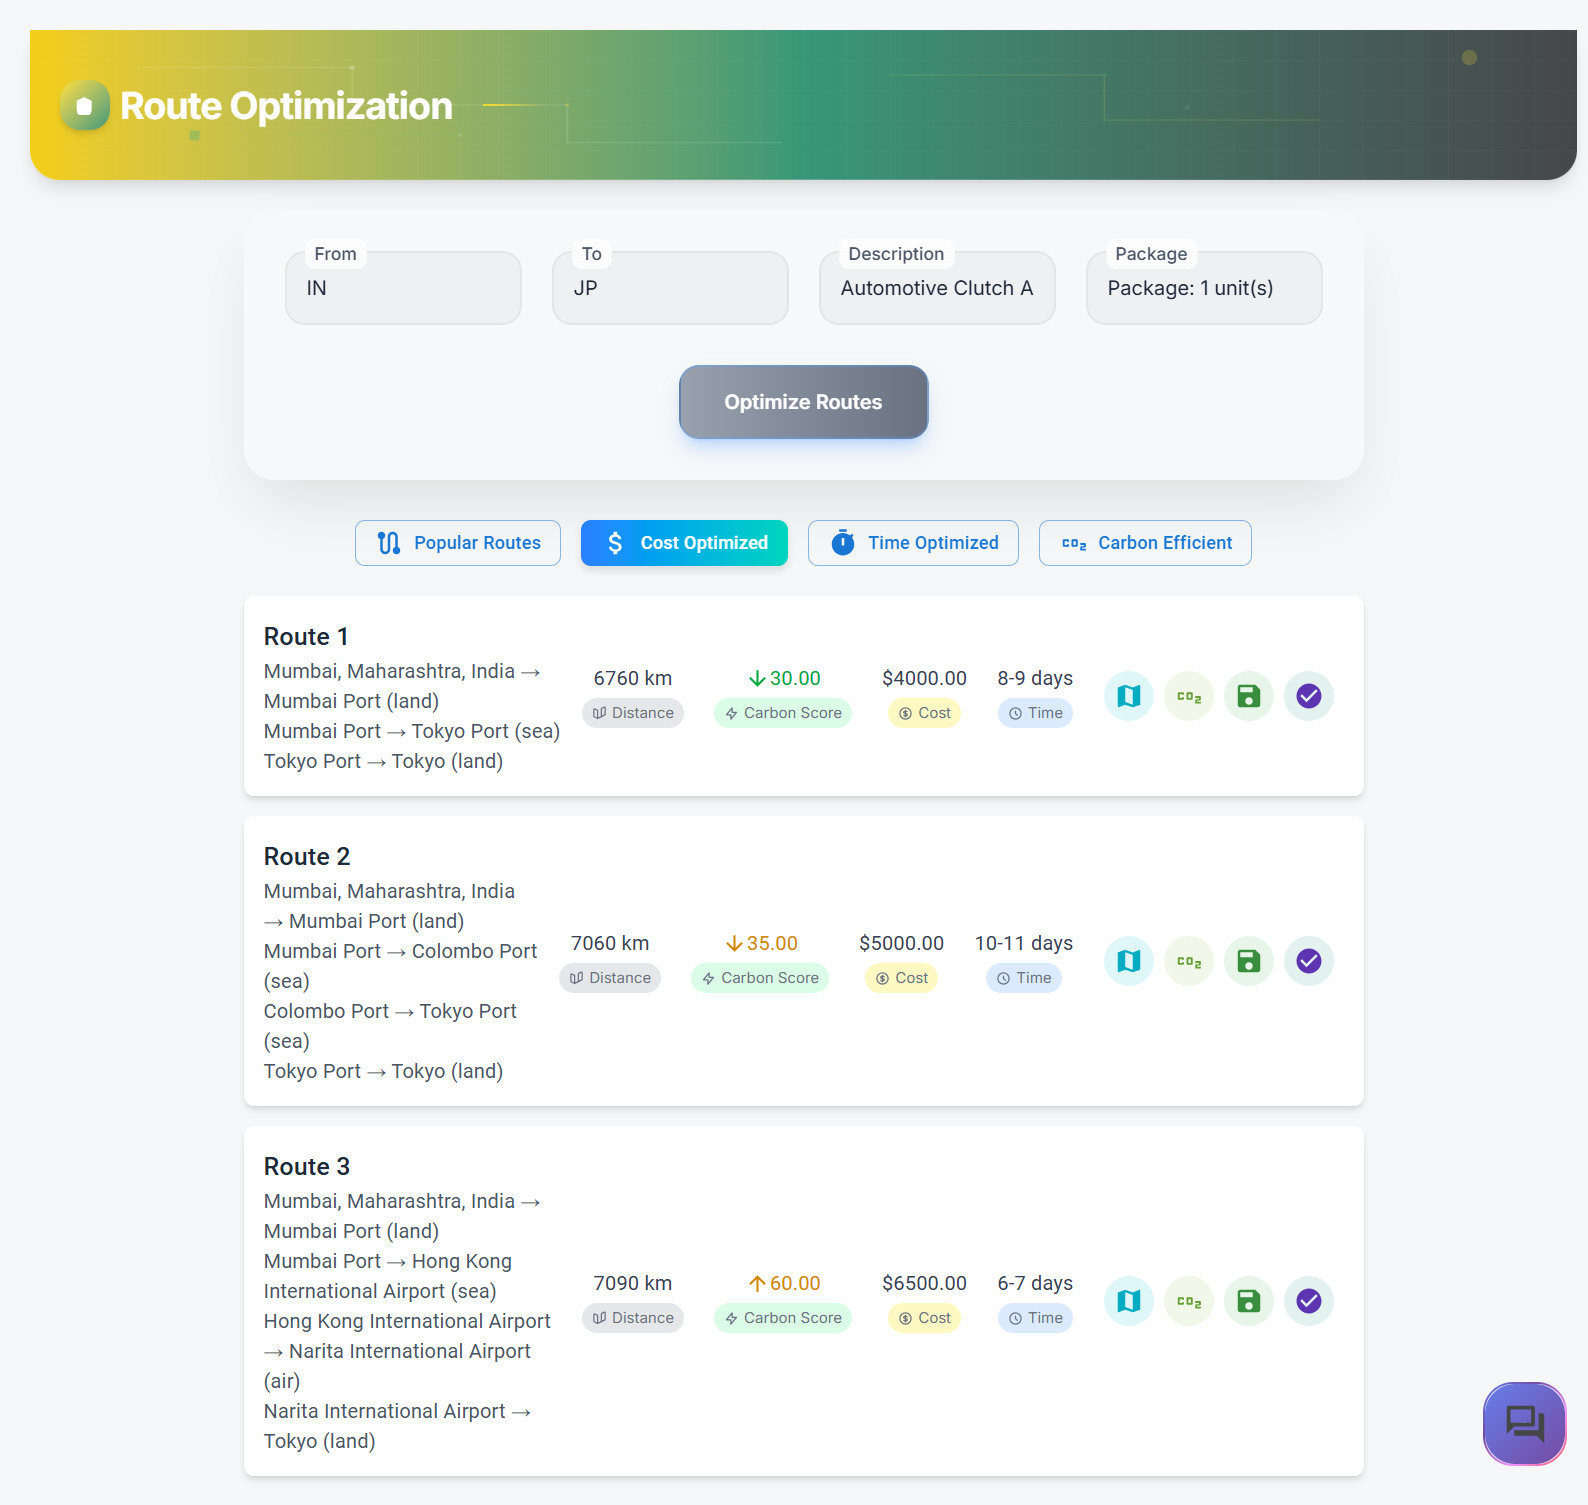 Route Optimization
From
To
Description
Package
IN
JP
Automotive Clutch A
Package: 1 unit(s)
Optimize Routes
Popular Routes
$ Cost Optimized
Time Optimized
CO2 Carbon Efficient
Route 1
Mumbai, Maharashtra, India →
Mumbai Port (land)
Mumbai Port → Tokyo Port (sea)
Tokyo Port → Tokyo (land)
6760 km
Distance
↓ 30.00
Carbon Score
$4000.00
Cost
8-9 days
Time
CO2
Route 2
Mumbai, Maharashtra, India
→ Mumbai Port (land)
Mumbai Port → Colombo Port
(sea)
Colombo Port → Tokyo Port
(sea)
Tokyo Port → Tokyo (land)
7060 km
Distance
↓ 35.00
Carbon Score
$5000.00
Cost
10-11 days
Time
CO2
Route 3
Mumbai, Maharashtra, India →
Mumbai Port (land)
Mumbai Port → Hong Kong
International Airport (sea)
Hong Kong International Airport
→ Narita International Airport
(air)
Narita International Airport →
Tokyo (land)
7090 km
Distance
↑ 60.00
Carbon Score
$6500.00
Cost
6-7 days
Time
CO2